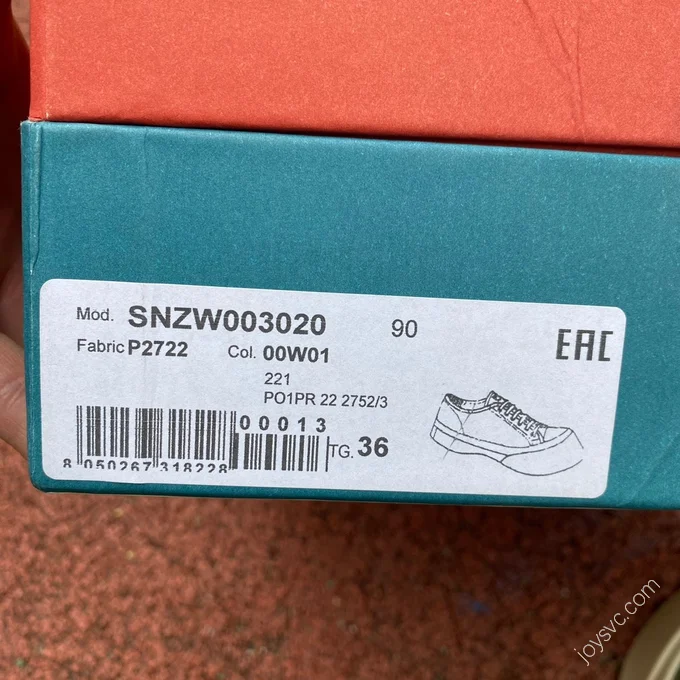 Mod. SNZW003020 90
Fabric P2722 Col. 00W01
EAC
221
PO1PR 22 2752/3
00013
8 050267 318228
TG. 36
joysvc.com